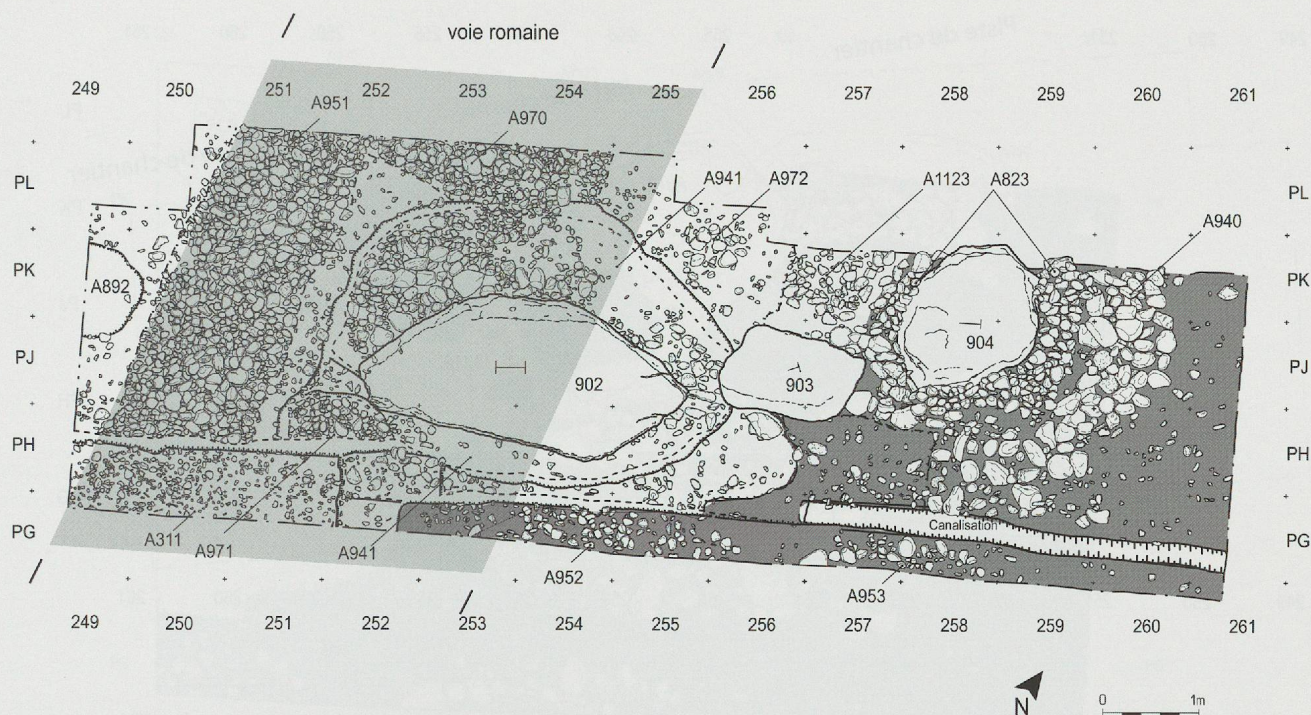 voie romaine
249 250 251 252 253 254 255 256 257 258 259 260 261
A951
A970
PL A941 A972 A1123 A823 PL
A940
PK PK
A892
PJ 902 903 904 PJ
PH PH
PG Canalisation PG
A311
A971
A941
A952
A953
249 250 251 252 253 254 255 256 257 258 259 260 261
N
0 1m